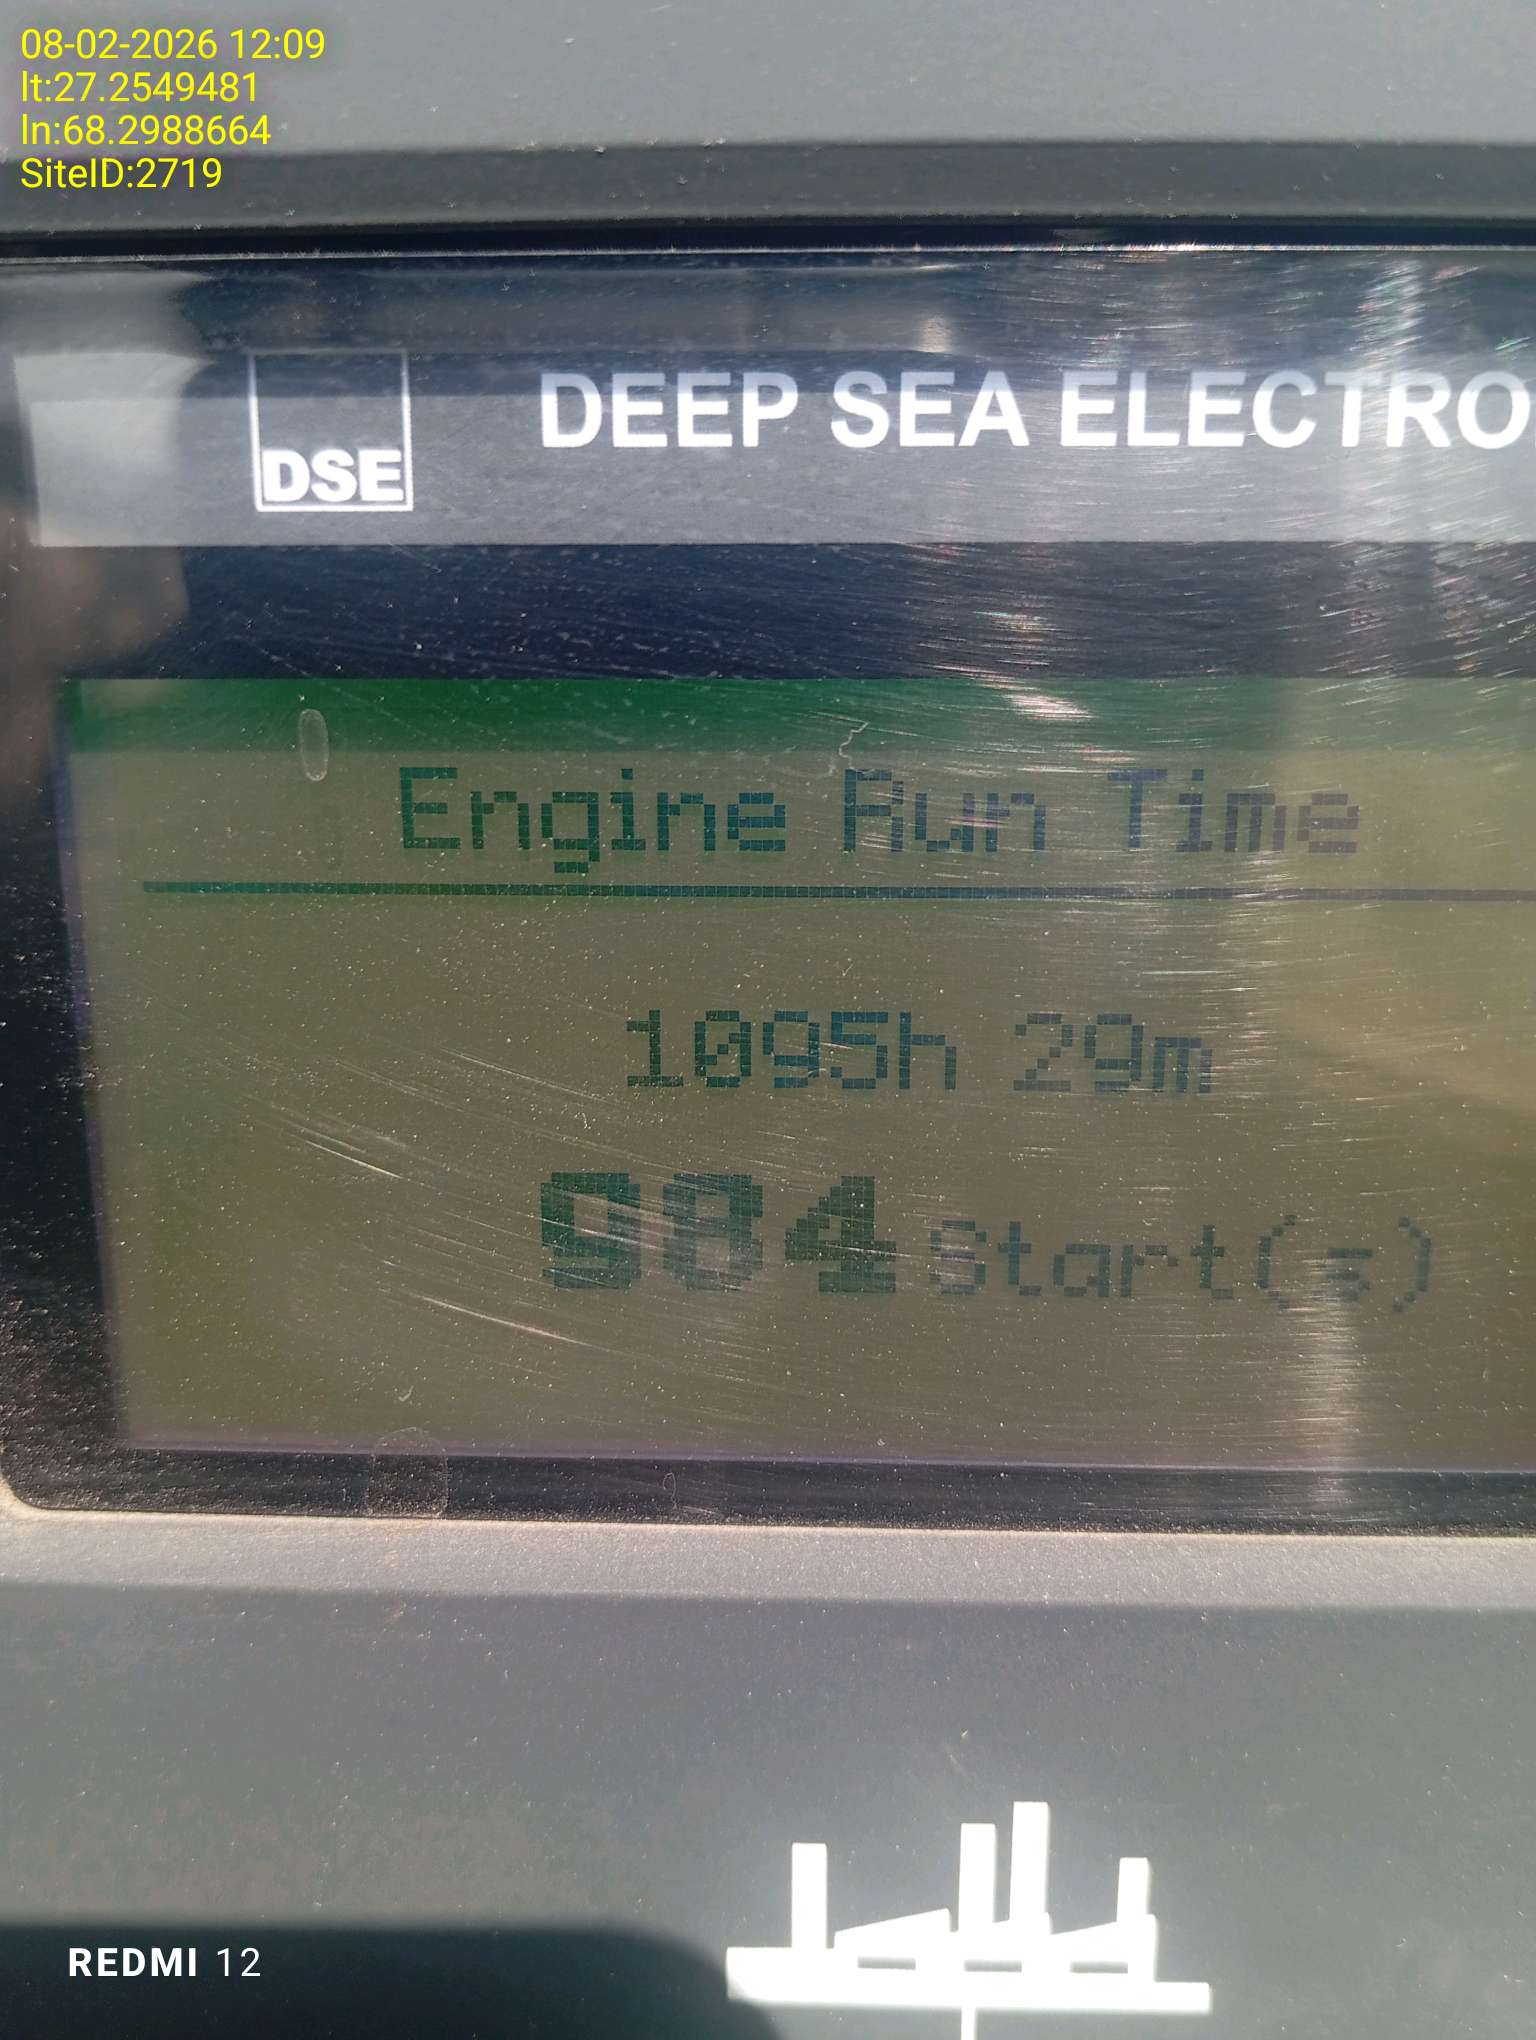 08-02-2026 12:09
lt:27.2549481
ln:68.2988664
SiteID:2719
DSE
DEEP SEA ELECTRO
Engine Run Time
1095h 29m
984 Start(s)
REDMI 12